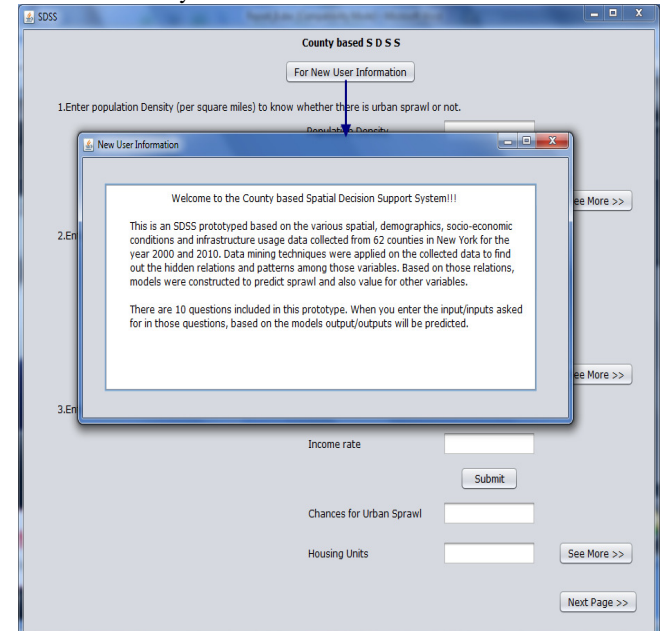 SDSS
County based S D S S
For New User Information
1.Enter population Density (per square miles) to know whether there is urban sprawl or not.
Population Density
New User Information
Welcome to the County based Spatial Decision Support System!!!
This is an SDSS prototyped based on the various spatial, demographics, socio-economic
conditions and infrastructure usage data collected from 62 counties in New York for the
year 2000 and 2010. Data mining techniques were applied on the collected data to find
out the hidden relations and patterns among those variables. Based on those relations,
models were constructed to predict sprawl and also value for other variables.
There are 10 questions included in this prototype. When you enter the input/inputs asked
for in those questions, based on the models output/outputs will be predicted.
ee More >>
2.En
ee More >>
3.En
Income rate
Submit
Chances for Urban Sprawl
Housing Units
See More >>
Next Page >>